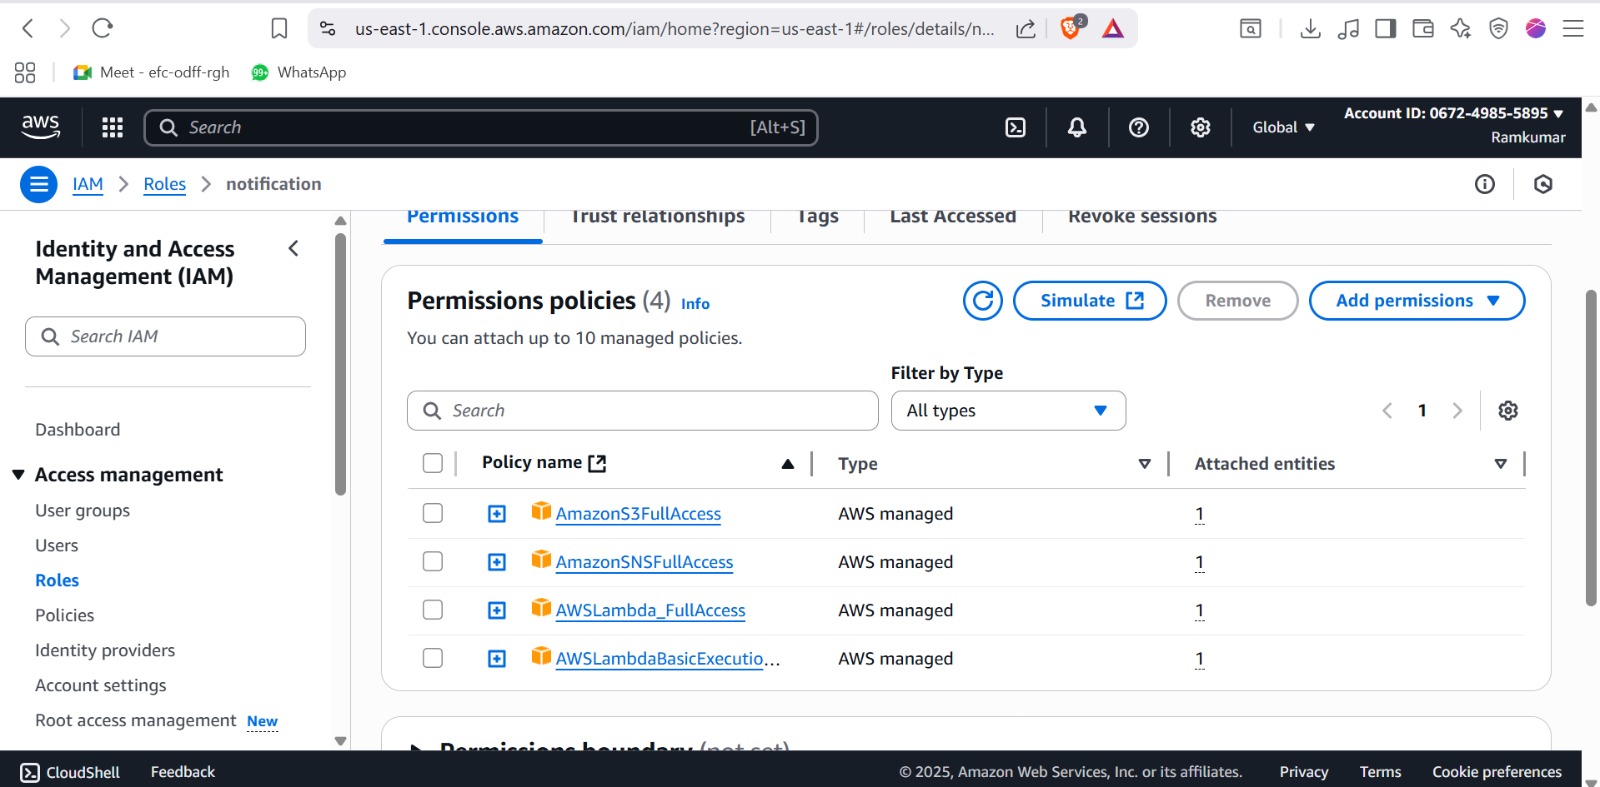 us-east-1.console.aws.amazon.com/iam/home?region=us-east-1#/roles/details/n...
2
Meet - efc-odff-rgh
99+
WhatsApp
aws
Search
[Alt+S]
Global
Account ID: 0672-4985-5895
Ramkumar
IAM
Roles
notification
Identity and Access
Management (IAM)
Search IAM
Dashboard
Access management
User groups
Users
Roles
Policies
Identity providers
Account settings
Root access management New
Permissions
Trust relationships
Tags
Last Accessed
Revoke sessions
Permissions policies (4) Info
Simulate
Remove
Add permissions
You can attach up to 10 managed policies.
Filter by Type
Search
All types
1
Policy name
Type
Attached entities
AmazonS3FullAccess AWS managed 1
AmazonSNSFullAccess AWS managed 1
AWSLambda_FullAccess AWS managed 1
AWSLambdaBasicExecutio... AWS managed 1
Permissions boundary (not set)
CloudShell
Feedback
© 2025, Amazon Web Services, Inc. or its affiliates.
Privacy
Terms
Cookie preferences